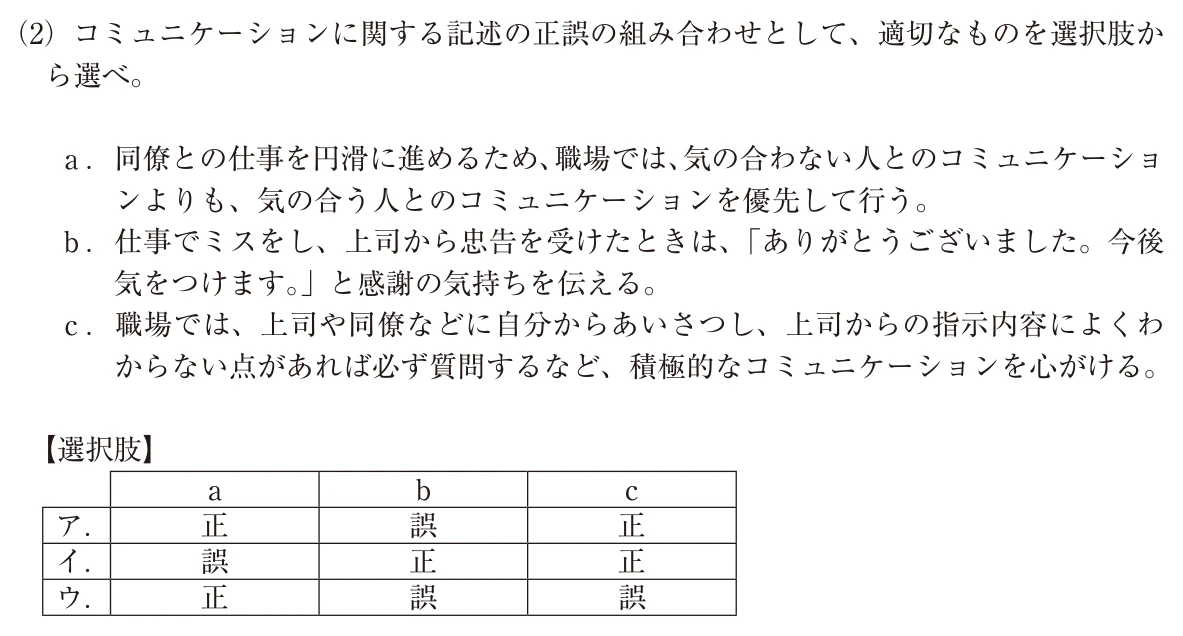 (2) コミュニケーションに関する記述の正誤の組み合わせとして、適切なものを選択肢か
ら選べ。
a. 同僚との仕事を円滑に進めるため、職場では、気の合わない人とのコミュニケーショ
ンよりも、気の合う人とのコミュニケーションを優先して行う。
b. 仕事でミスをし、上司から忠告を受けたときは、「ありがとうございました。今後
気をつけます。」と感謝の気持ちを伝える。
c. 職場では、上司や同僚などに自分からあいさつし、上司からの指示内容によくわ
からない点があれば必ず質問するなど、積極的なコミュニケーションを心がける。
【選択肢】
a b c
ア. 正 誤 正
イ. 誤 正 正
ウ. 正 誤 誤